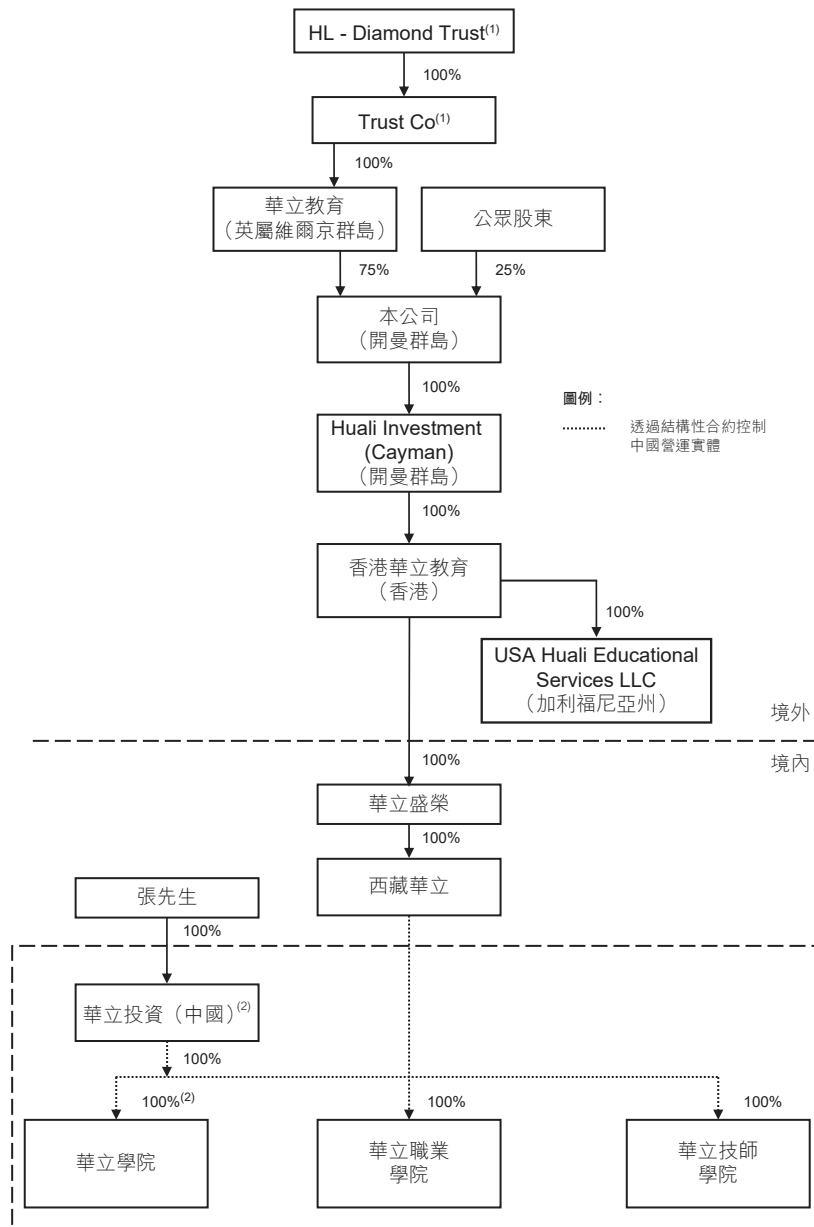 HL - Diamond Trust(1)
100%
Trust Co(1)
100%
華立教育
（英屬維爾京群島）
公眾股東
75%
25%
本公司
（開曼群島）
100%
圖例：
透過結構性合約控制
中國營運實體
Huali Investment
(Cayman)
（開曼群島）
100%
香港華立教育
（香港）
100%
USA Huali Educational
Services LLC
（加利福尼亞州）
境外
境內
100%
華立盛榮
100%
西藏華立
張先生
100%
華立投資（中國）(2)
100%
100%(2)
100%
100%
華立學院
華立職業
學院
華立技師
學院